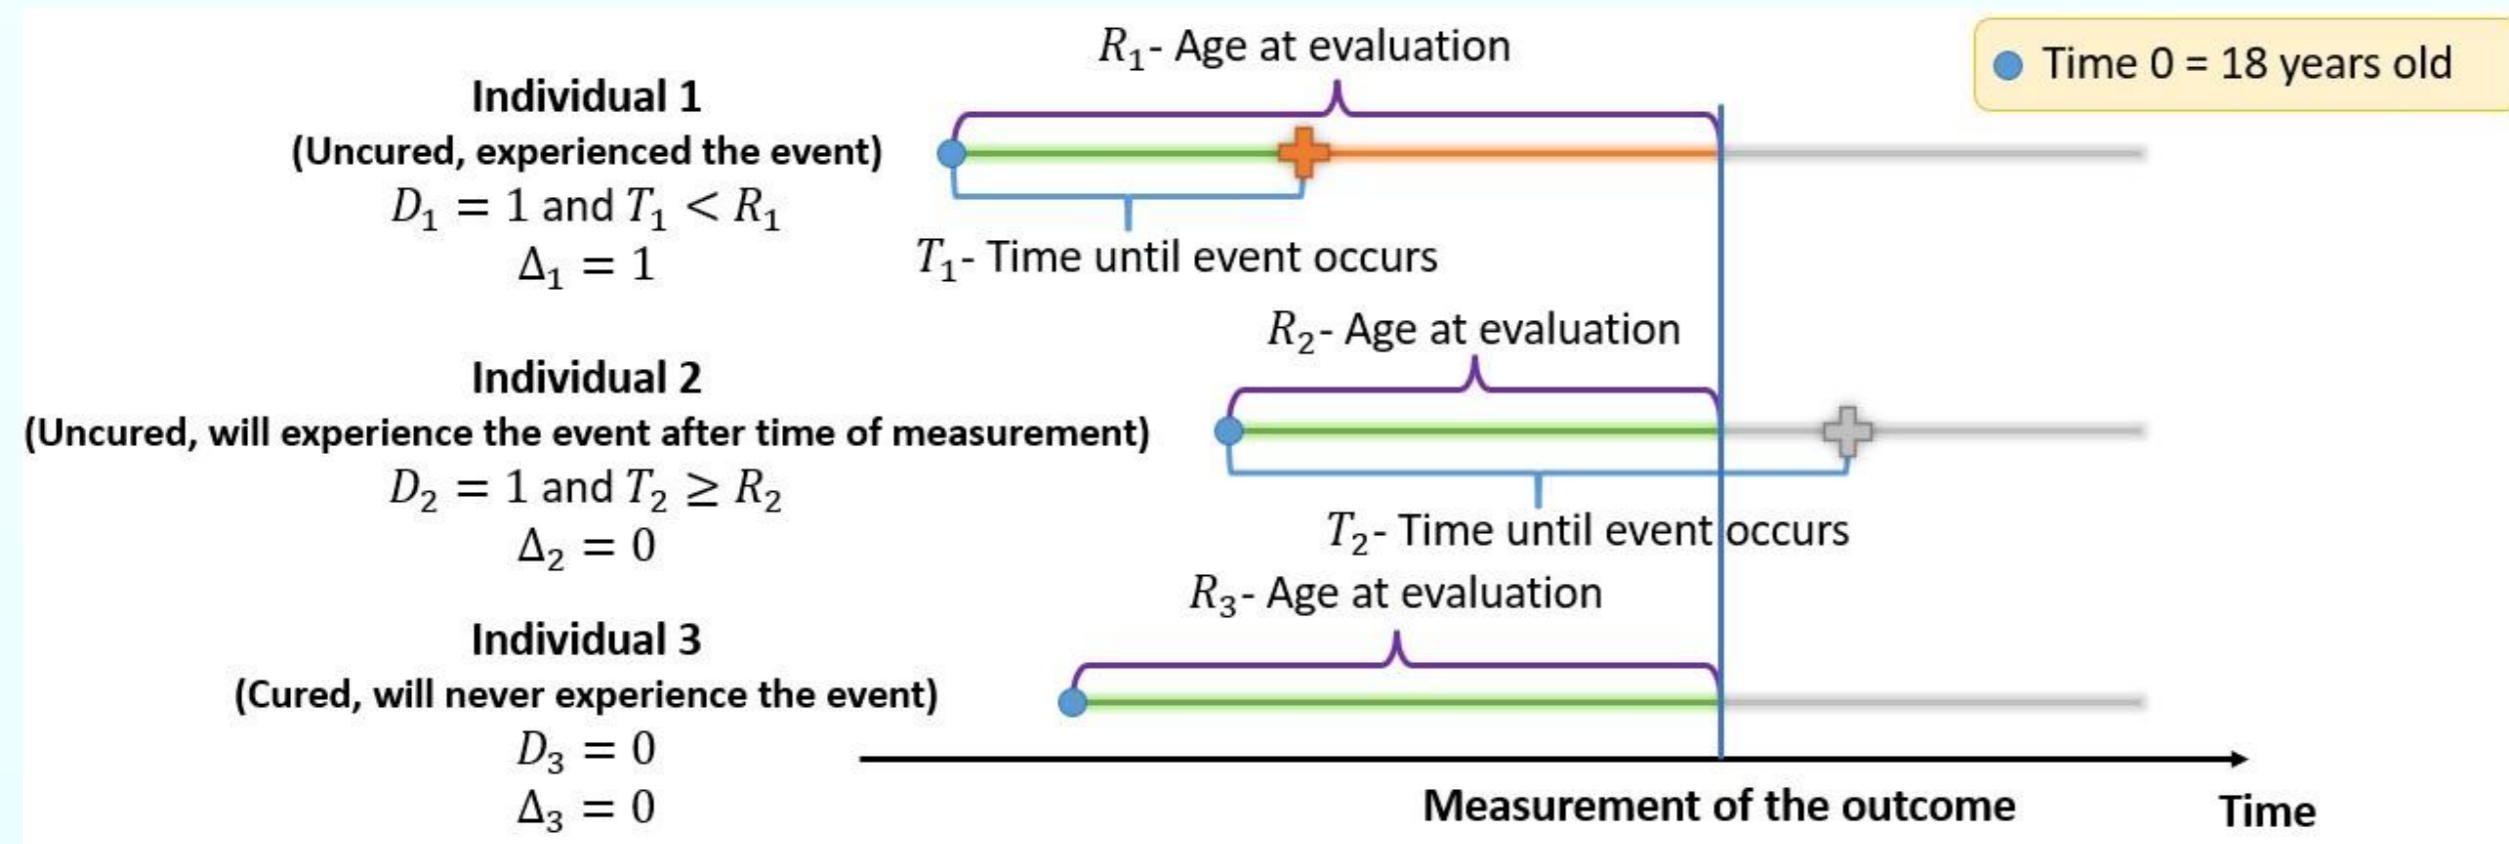 R₁- Age at evaluation
Time 0 = 18 years old
Individual 1
(Uncured, experienced the event)
D₁ = 1 and T₁ < R₁
Δ₁ = 1
T₁- Time until event occurs
R₂- Age at evaluation
Individual 2
(Uncured, will experience the event after time of measurement)
D₂ = 1 and T₂ ≥ R₂
Δ₂ = 0
T₂- Time until event occurs
R₃- Age at evaluation
Individual 3
(Cured, will never experience the event)
D₃ = 0
Δ₃ = 0
Measurement of the outcome
Time